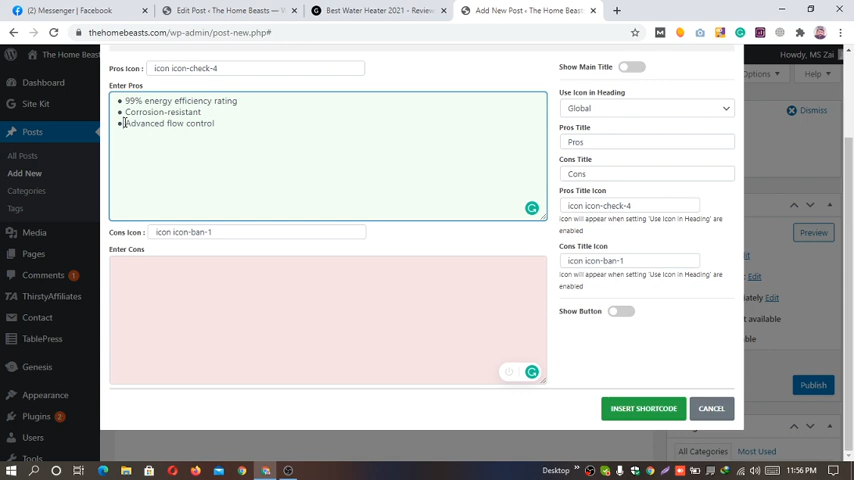 (2) Messenger | Facebook
Edit Post ‹ The Home Beasts — W
Best Water Heater 2021 - Review
Add New Post ‹ The Home Beasts
thehomebeasts.com/wp-admin/post-new.php#
The Home Bea
Howdy, MS Zai
Dashboard
Site Kit
Posts
All Posts
Add New
Categories
Tags
Media
Pages
Comments 1
ThirstyAffiliates
Contact
TablePress
Genesis
Appearance
Plugins 2
Users
Tools
Pros Icon :
icon icon-check-4
Enter Pros
● 99% energy efficiency rating
● Corrosion-resistant
● Advanced flow control
Cons Icon :
icon icon-ban-1
Enter Cons
Show Main Title
Use Icon in Heading
Global
Pros Title
Pros
Cons Title
Cons
Pros Title Icon
icon icon-check-4
Icon will appear when setting 'Use Icon in Heading' are
enabled
Cons Title Icon
icon icon-ban-1
Icon will appear when setting 'Use Icon in Heading' are
enabled
Show Button
INSERT SHORTCODE
CANCEL
Options
Help
Dismiss
Preview
Edit
Edit
Edit
available
Publish
All Categories
Most Used
Desktop
11:56 PM